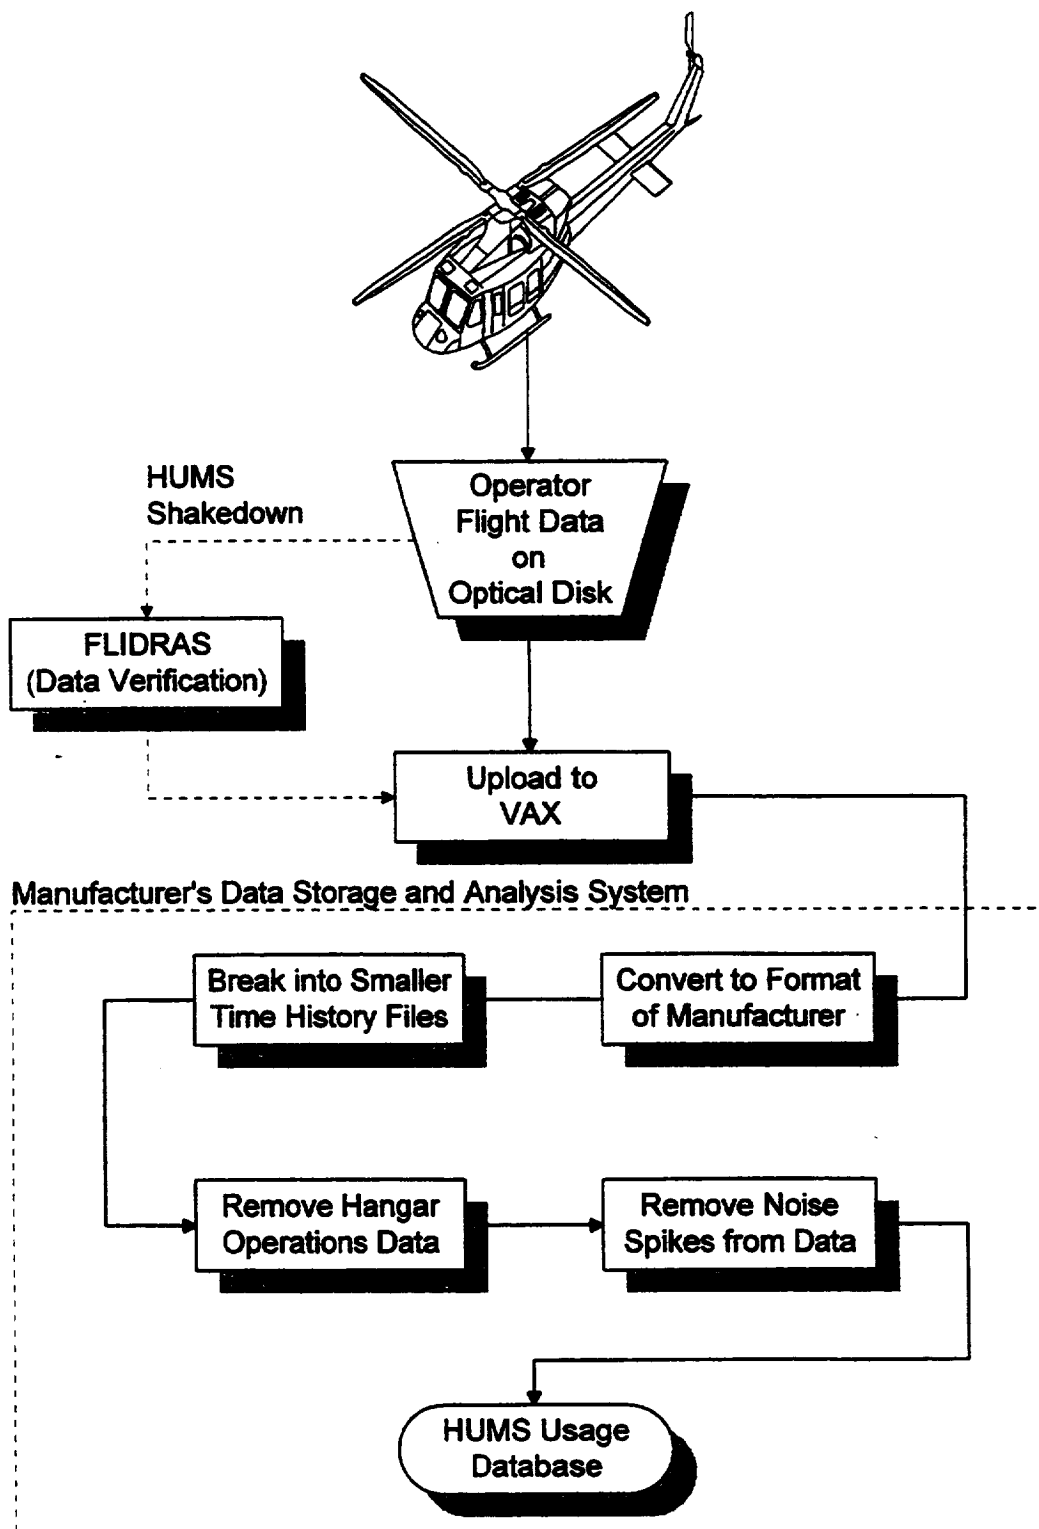 HUMS
Shakedown
Operator
Flight Data
on
Optical Disk
FLIDRAS
(Data Verification)
Upload to
VAX
Manufacturer's Data Storage and Analysis System
Break into Smaller
Time History Files
Convert to Format
of Manufacturer
Remove Hangar
Operations Data
Remove Noise
Spikes from Data
HUMS Usage
Database